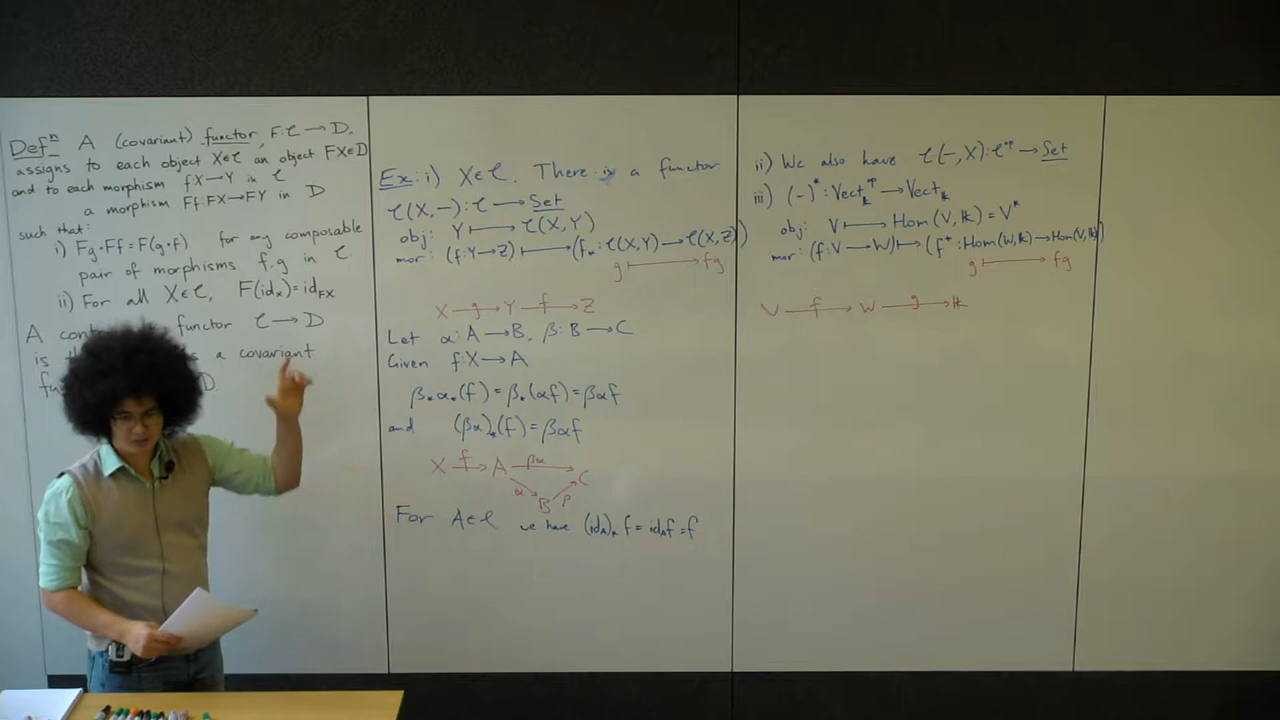 Defⁿ A (covariant) functor, F: 𝒞 → D,
assigns to each object X∈𝒞 an object FX∈D
and to each morphism f:X→Y in 𝒞
a morphism Ff: FX→FY in D
such that:
i) Fg∘Ff = F(g∘f) for any composable
pair of morphisms f,g in 𝒞
ii) For all X∈𝒞, F(id_X) = id_FX
A functor 𝒞 → D
is a covariant
D.
Ex: i) X∈𝒞. There is a functor
𝒞(X,−): 𝒞 → Set
obj: Y ↦ 𝒞(X,Y)
mor: (f:Y→Z) ↦ (f_*: 𝒞(X,Y) → 𝒞(X,Z))
g ↦ fg
X –g→ Y –f→ Z
Let α: A → B, β: B → C
Given f: X → A
β_*α_*(f) = β_*(αf) = βαf
and (βα)_*(f) = βαf
X –f→ A –βα→ C
α B β
For A∈𝒞 we have (id_A)_* f = id_A f = f
ii) We also have 𝒞(−,X): 𝒞^op → Set
iii) (−)*: Vect_𝕜^op → Vect_𝕜
obj: V ↦ Hom(V,𝕜) = V*
mor: (f: V → W) ↦ (f*: Hom(W,𝕜) → Hom(V,𝕜))
g ↦ fg
V –f→ W –g→ 𝕜